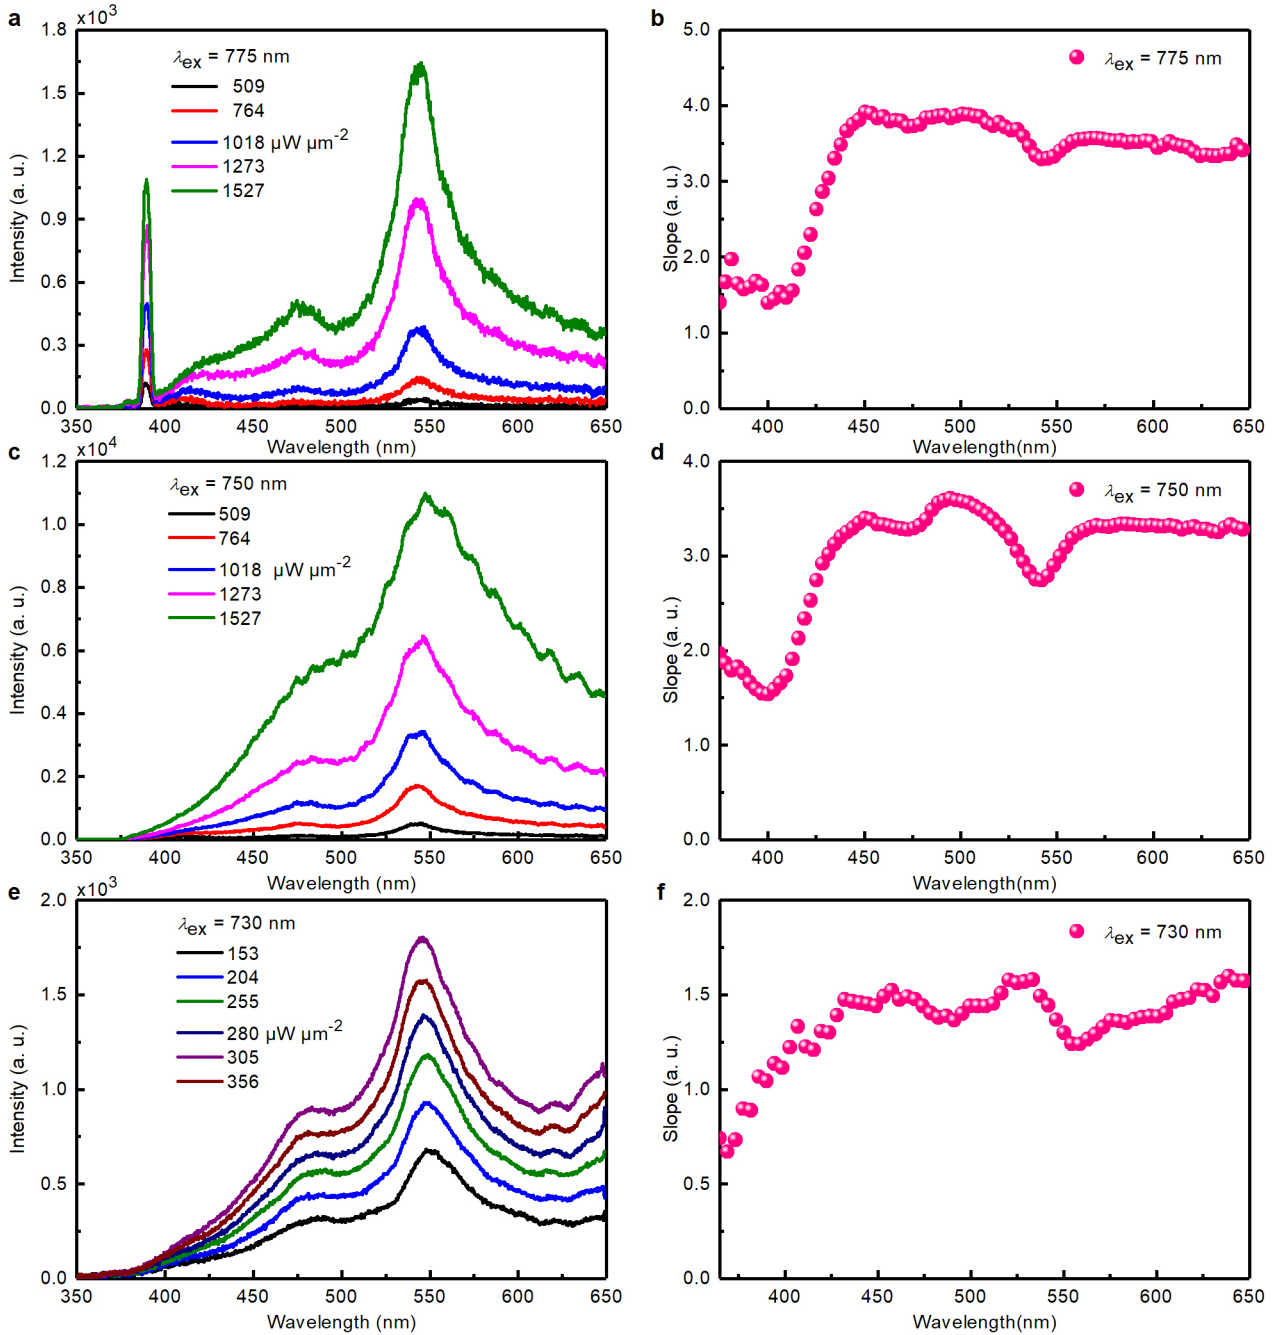 a
x10³
1.8
1.5
1.2
0.9
0.6
0.3
0.0
Intensity (a. u.)
λex = 775 nm
509
764
1018 µW µm-2
1273
1527
350 400 450 500 550 600 650
Wavelength (nm)
b
5.0
4.0
3.0
2.0
1.0
0.0
Slope (a. u.)
λex = 775 nm
400 450 500 550 600 650
Wavelength(nm)
c
x10⁴
1.2
1.0
0.8
0.6
0.4
0.2
0.0
Intensity (a. u.)
λex = 750 nm
509
764
1018 µW µm-2
1273
1527
350 400 450 500 550 600 650
Wavelength (nm)
d
4.0
3.0
2.0
1.0
0.0
Slope (a. u.)
λex = 750 nm
400 450 500 550 600 650
Wavelength(nm)
e
x10³
2.0
1.5
1.0
0.5
0.0
Intensity (a. u.)
λex = 730 nm
153
204
255
280 µW µm-2
305
356
350 400 450 500 550 600 650
Wavelength (nm)
f
2.0
1.5
1.0
0.5
0.0
Slope (a. u.)
λex = 730 nm
400 450 500 550 600 650
Wavelength(nm)